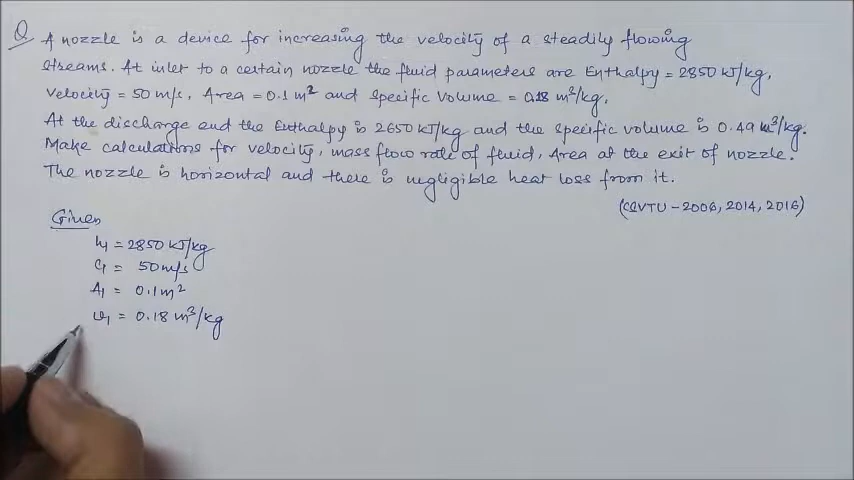 Q A nozzle is a device for increasing the velocity of a steadily flowing
streams. At inlet to a certain nozzle the fluid parameters are Enthalpy = 2850 kJ/kg,
velocity = 50 m/s, Area = 0.1 m² and specific volume = 0.18 m³/kg,
At the discharge end the Enthalpy is 2650 kJ/kg and the specific volume is 0.49 m³/kg.
Make calculations for velocity, mass flow rate of fluid, Area at the exit of nozzle.
The nozzle is horizontal and there is negligible heat loss from it.
(CSVTU - 2006, 2014, 2016)
Given
h₁ = 2850 kJ/kg
C₁ = 50 m/s
A₁ = 0.1 m²
v₁ = 0.18 m³/kg